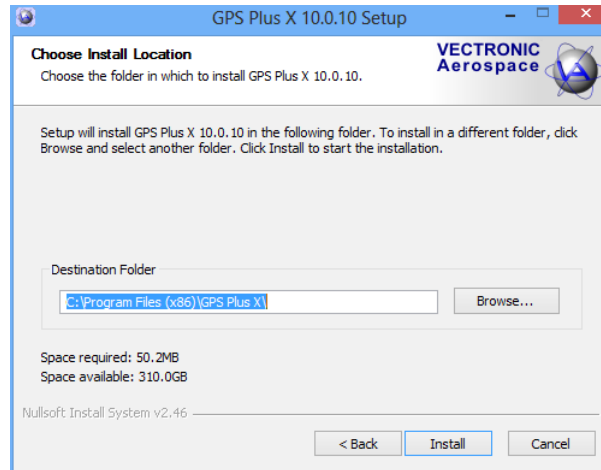 GPS Plus X 10.0.10 Setup
Choose Install Location
Choose the folder in which to install GPS Plus X 10.0.10.
VECTRONIC
Aerospace
VA
Setup will install GPS Plus X 10.0.10 in the following folder. To install in a different folder, click
Browse and select another folder. Click Install to start the installation.
Destination Folder
C:\Program Files (x86)\GPS Plus X\
Browse...
Space required: 50.2MB
Space available: 310.0GB
Nullsoft Install System v2.46
< Back
Install
Cancel